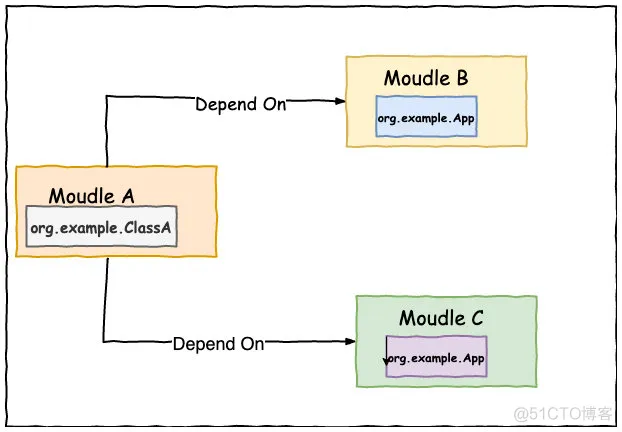 Moudle B
org.example.App
Depend On
Moudle A
org.example.ClassA
Moudle C
org.example.App
Depend On
@51CTO博客